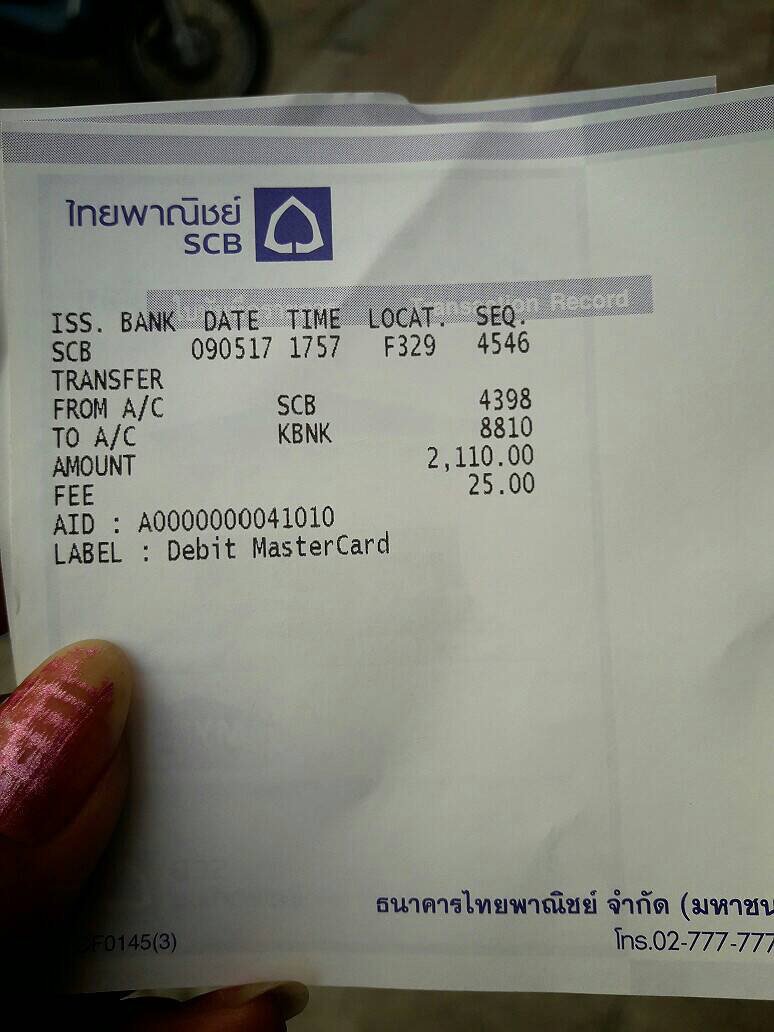 ไทยพาณิชย์
SCB
Transaction Record
ISS. BANK DATE TIME LOCAT. SEQ.
SCB 090517 1757 F329 4546
TRANSFER
FROM A/C SCB 4398
TO A/C KBNK 8810
AMOUNT 2,110.00
FEE 25.00
AID : A0000000041010
LABEL : Debit MasterCard
ธนาคารไทยพาณิชย์ จำกัด (มหาชน
โทร.02-777-777
F0145(3)